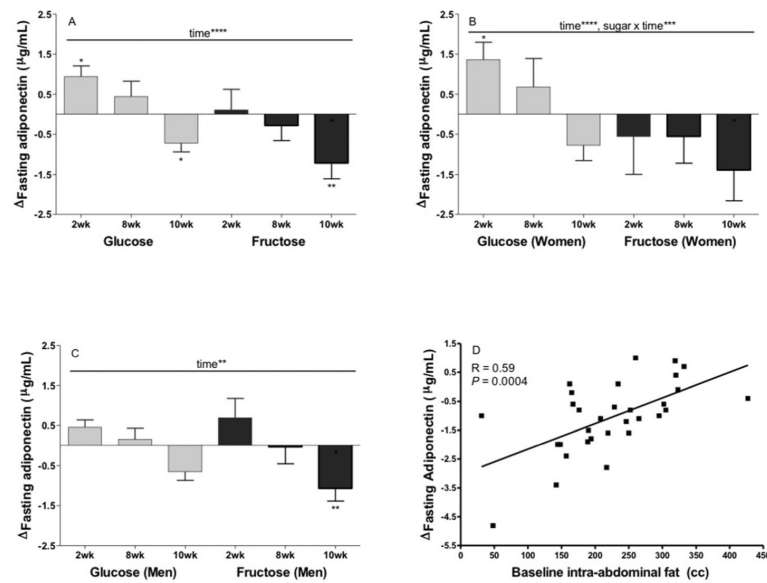 A
time****
ΔFasting adiponectin (µg/mL)
2.5
1.5
0.5
-0.5
-1.5
-2.5
*
*
*
**
2wk 8wk 10wk 2wk 8wk 10wk
Glucose Fructose
B
time****, sugar x time***
ΔFasting adiponectin (µg/mL)
2.5
1.5
0.5
-0.5
-1.5
-2.5
*
*
2wk 8wk 10wk 2wk 8wk 10wk
Glucose (Women) Fructose (Women)
C
time**
ΔFasting adiponectin (µg/mL)
2.5
1.5
0.5
-0.5
-1.5
-2.5
*
**
2wk 8wk 10wk 2wk 8wk 10wk
Glucose (Men) Fructose (Men)
D
R = 0.59
P = 0.0004
ΔFasting Adiponectin (µg/mL)
1.5
0.5
-0.5
-1.5
-2.5
-3.5
-4.5
-5.5
0 50 100 150 200 250 300 350 400 450
Baseline intra-abdominal fat (cc)